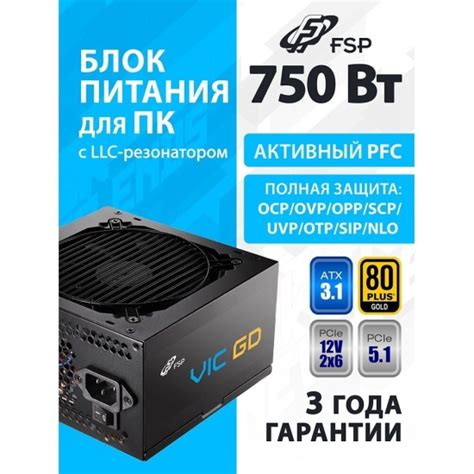 БЛОК
ПИТАНИЯ
для ПК
с LLC-резонатором
FSP
750 Вт
АКТИВНЫЙ PFC
ПОЛНАЯ ЗАЩИТА:
OCP/OVP/OPP/SCP/
UVP/OTP/SIP/NLO
ATX
3.1
80
PLUS
GOLD
PCIe
12V
2x6
PCIe
5.1
FSP
VIC GD
3 ГОДА
ГАРАНТИИ